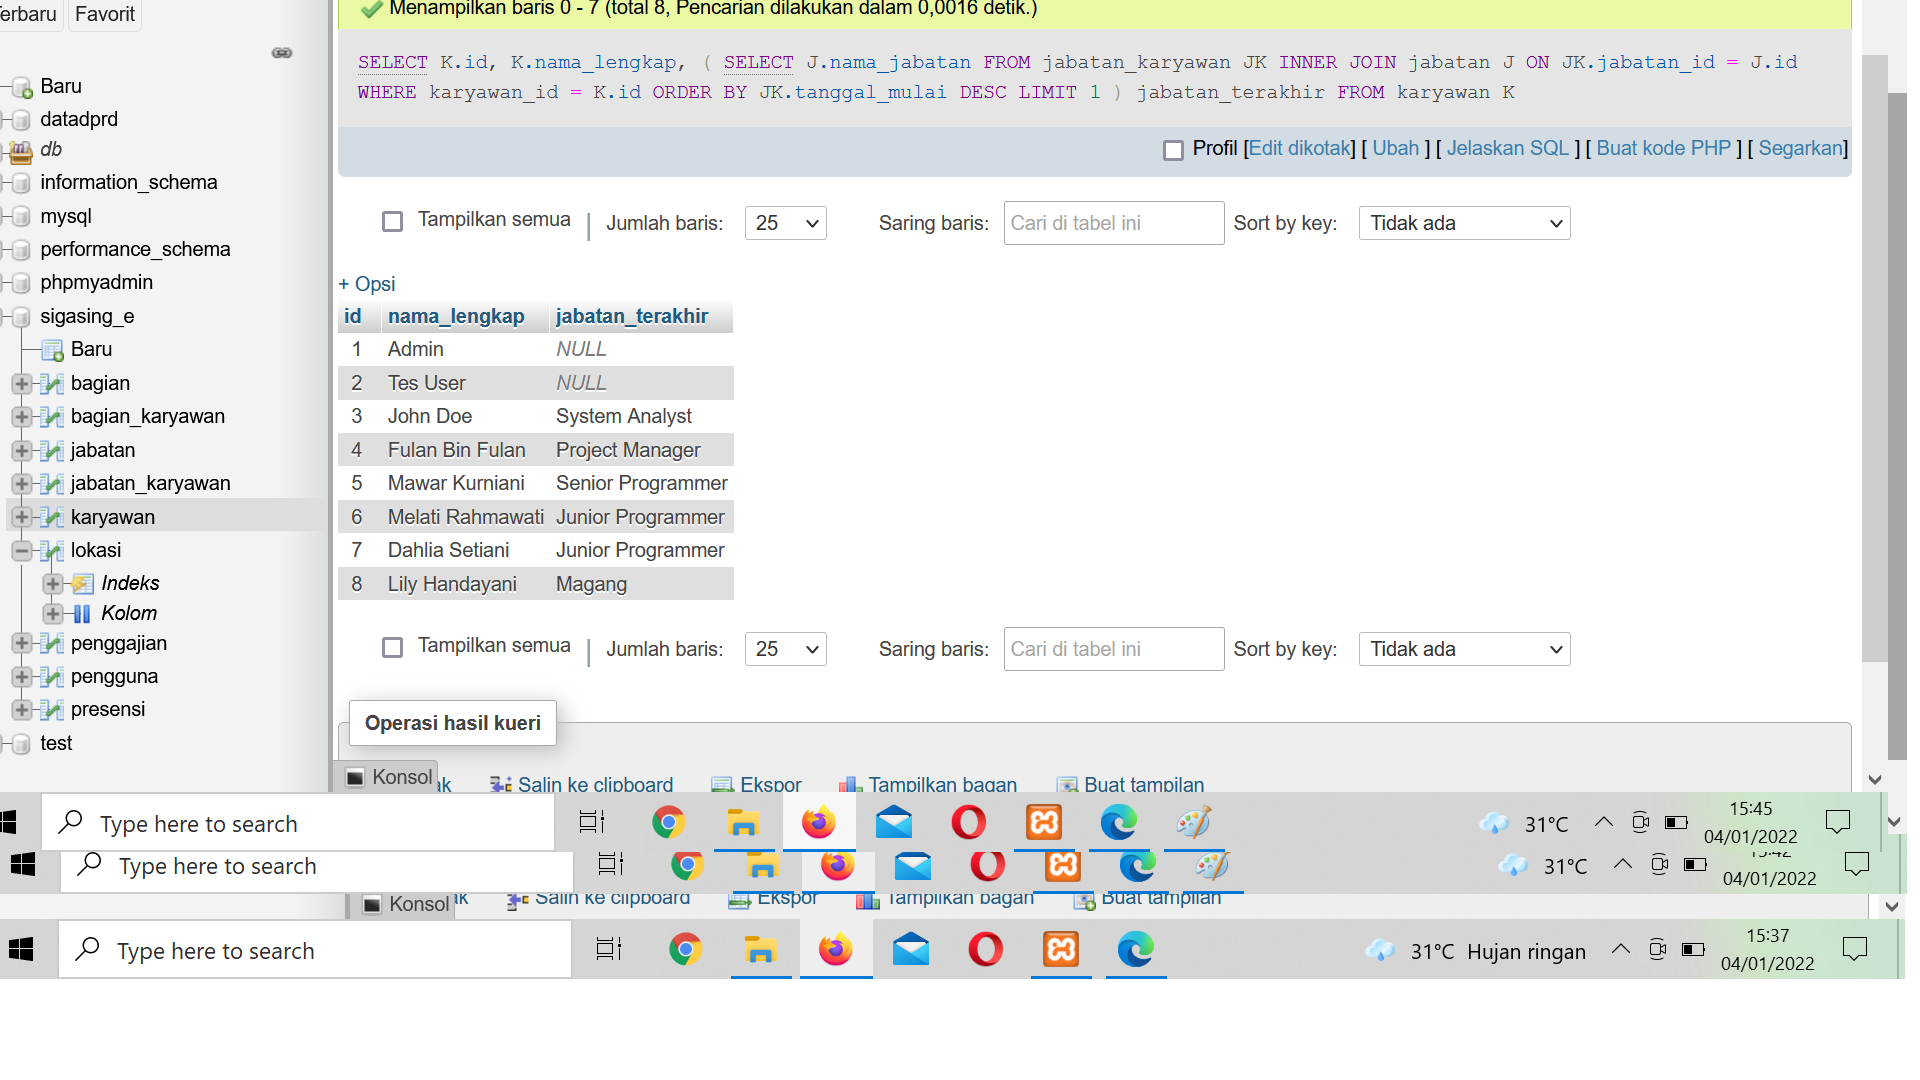 Terbaru Favorit
Baru
datadprd
db
information_schema
mysql
performance_schema
phpmyadmin
sigasing_e
Baru
bagian
bagian_karyawan
jabatan
jabatan_karyawan
karyawan
lokasi
Indeks
Kolom
penggajian
pengguna
presensi
test
Menampilkan baris 0 - 7 (total 8, Pencarian dilakukan dalam 0,0016 detik.)
SELECT K.id, K.nama_lengkap, ( SELECT J.nama_jabatan FROM jabatan_karyawan JK INNER JOIN jabatan J ON JK.jabatan_id = J.id
WHERE karyawan_id = K.id ORDER BY JK.tanggal_mulai DESC LIMIT 1 ) jabatan_terakhir FROM karyawan K
Profil [Edit dikotak] [ Ubah ] [ Jelaskan SQL ] [ Buat kode PHP ] [ Segarkan]
Tampilkan semua | Jumlah baris: 25 Saring baris: Cari di tabel ini Sort by key: Tidak ada
+ Opsi
id nama_lengkap jabatan_terakhir
1 Admin NULL
2 Tes User NULL
3 John Doe System Analyst
4 Fulan Bin Fulan Project Manager
5 Mawar Kurniani Senior Programmer
6 Melati Rahmawati Junior Programmer
7 Dahlia Setiani Junior Programmer
8 Lily Handayani Magang
Tampilkan semua | Jumlah baris: 25 Saring baris: Cari di tabel ini Sort by key: Tidak ada
Operasi hasil kueri
Konsol ak Salin ke clipboard Ekspor Tampilkan bagan Buat tampilan
Type here to search 31°C 15:45
04/01/2022
Type here to search 31°C 15:42
04/01/2022
Konsol ak Salin ke clipboard Ekspor Tampilkan bagan Buat tampilan
Type here to search 31°C Hujan ringan 15:37
04/01/2022